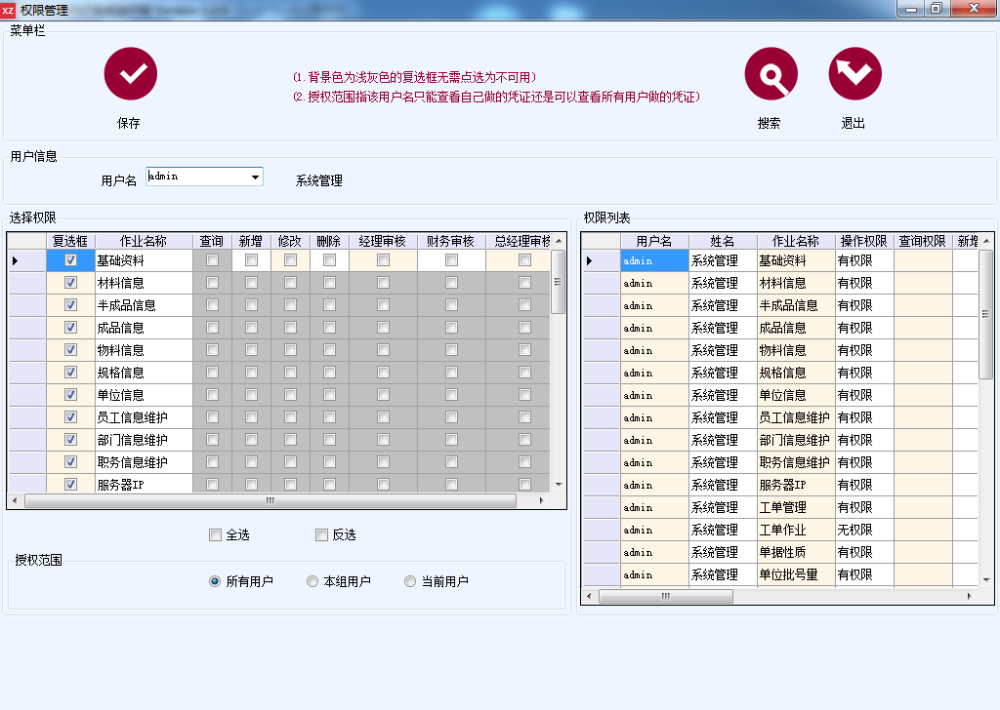 XZ 权限管理
菜单栏
保存
(1. 背景色为浅灰色的复选框无需点选为不可用)
(2. 授权范围指该用户名只能查看自己做的凭证还是可以查看所有用户做的凭证)
搜索
退出
用户信息
用户名 admin 系统管理
选择权限
复选框 作业名称 查询 新增 修改 删除 经理审核 财务审核 总经理审核
基础资料
材料信息
半成品信息
成品信息
物料信息
规格信息
单位信息
员工信息维护
部门信息维护
职务信息维护
服务器IP
全选 反选
授权范围
所有用户 本组用户 当前用户
权限列表
用户名 姓名 作业名称 操作权限 查询权限 新增
admin 系统管理 基础资料 有权限
admin 系统管理 材料信息 有权限
admin 系统管理 半成品信息 有权限
admin 系统管理 成品信息 有权限
admin 系统管理 物料信息 有权限
admin 系统管理 规格信息 有权限
admin 系统管理 单位信息 有权限
admin 系统管理 员工信息维护 有权限
admin 系统管理 部门信息维护 有权限
admin 系统管理 职务信息维护 有权限
admin 系统管理 服务器IP 有权限
admin 系统管理 工单管理 有权限
admin 系统管理 工单作业 无权限
admin 系统管理 单据性质 有权限
admin 系统管理 单位批号量 有权限